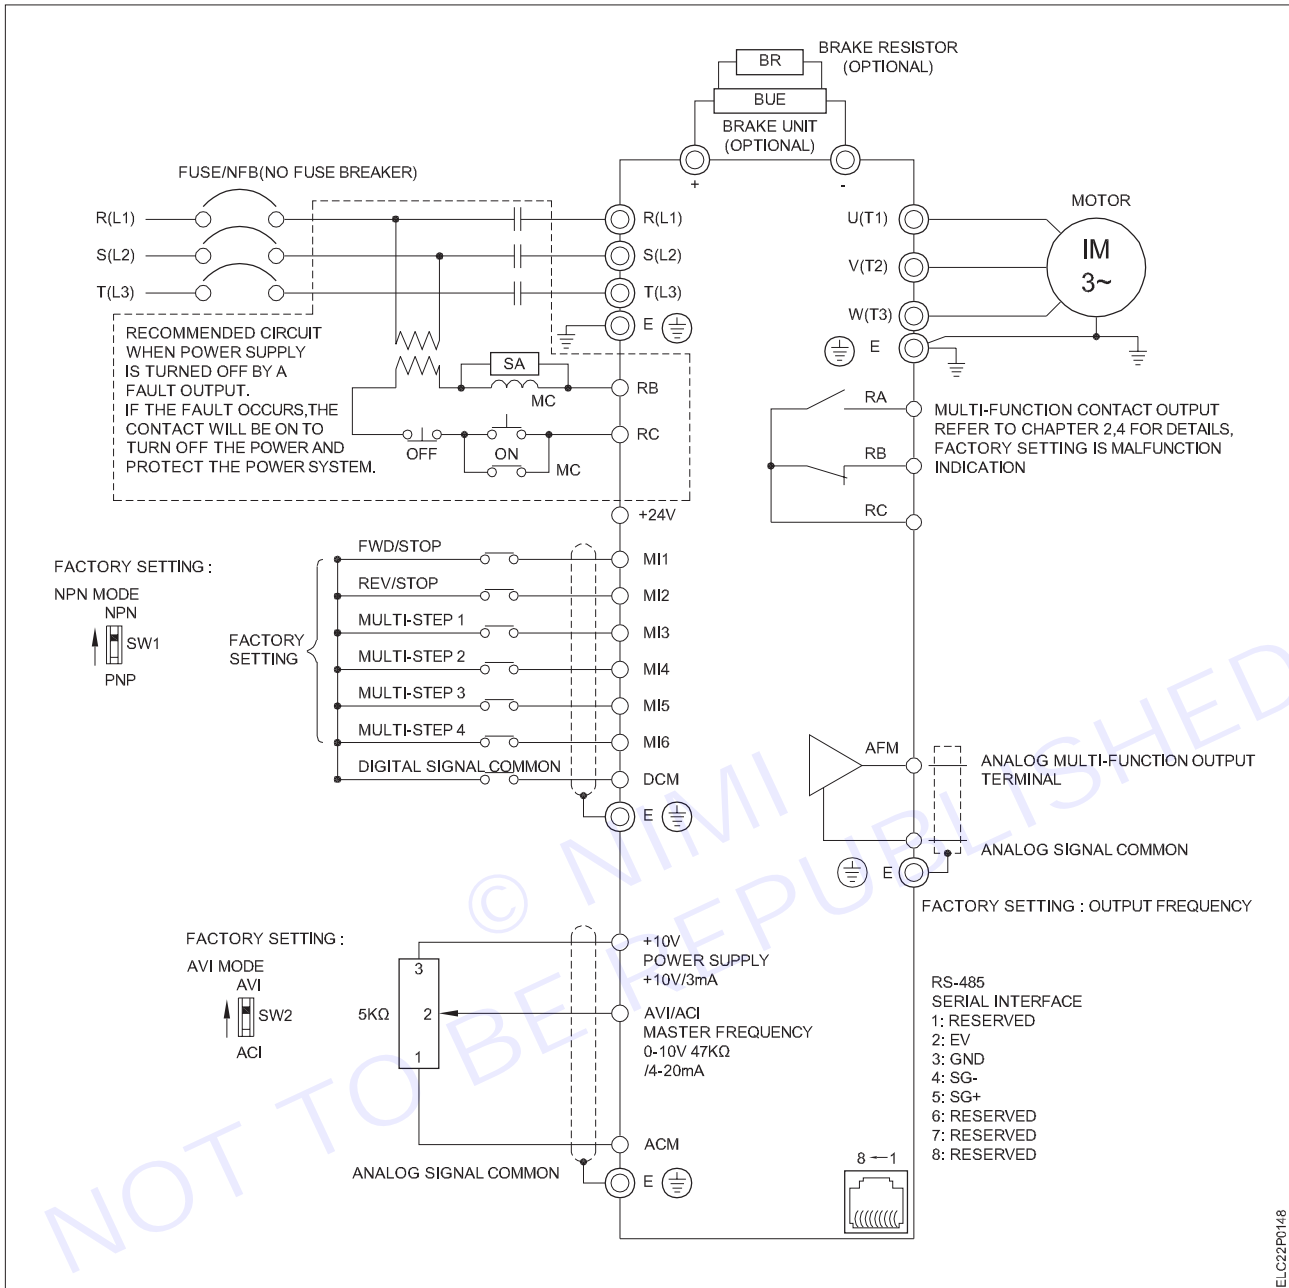 BR
BRAKE RESISTOR
(OPTIONAL)
BUE
BRAKE UNIT
(OPTIONAL)
+
-
FUSE/NFB(NO FUSE BREAKER)
R(L1)
S(L2)
T(L3)
R(L1)
S(L2)
T(L3)
E
U(T1)
V(T2)
W(T3)
E
MOTOR
IM
3~
RECOMMENDED CIRCUIT
WHEN POWER SUPPLY
IS TURNED OFF BY A
FAULT OUTPUT.
IF THE FAULT OCCURS,THE
CONTACT WILL BE ON TO
TURN OFF THE POWER AND
PROTECT THE POWER SYSTEM.
SA
MC
RB
OFF
ON
MC
RC
RA
RB
RC
MULTI-FUNCTION CONTACT OUTPUT
REFER TO CHAPTER 2,4 FOR DETAILS,
FACTORY SETTING IS MALFUNCTION
INDICATION
+24V
FACTORY SETTING :
NPN MODE
NPN
SW1
PNP
FACTORY
SETTING
FWD/STOP
MI1
REV/STOP
MI2
MULTI-STEP 1
MI3
MULTI-STEP 2
MI4
MULTI-STEP 3
MI5
MULTI-STEP 4
MI6
DIGITAL SIGNAL COMMON
DCM
E
AFM
ANALOG MULTI-FUNCTION OUTPUT
TERMINAL
ANALOG SIGNAL COMMON
E
FACTORY SETTING : OUTPUT FREQUENCY
FACTORY SETTING :
AVI MODE
AVI
SW2
ACI
5KΩ
3
2
1
+10V
POWER SUPPLY
+10V/3mA
AVI/ACI
MASTER FREQUENCY
0-10V 47KΩ
/4-20mA
ACM
ANALOG SIGNAL COMMON
E
RS-485
SERIAL INTERFACE
1: RESERVED
2: EV
3: GND
4: SG-
5: SG+
6: RESERVED
7: RESERVED
8: RESERVED
8←1
ELC22P0148
© NIMI
NOT TO BE REPUBLISHED